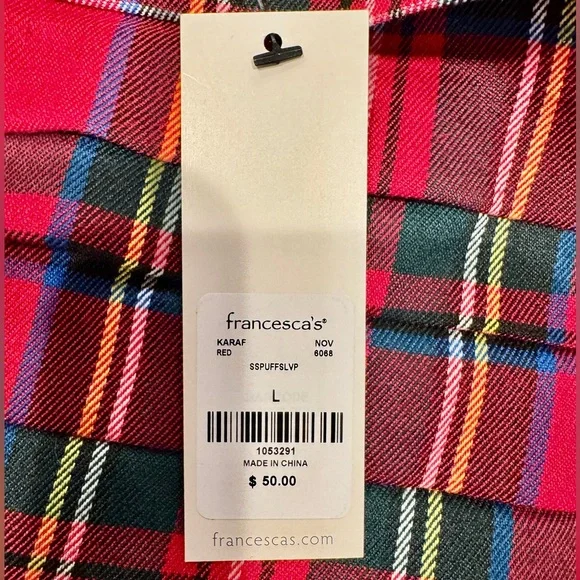 francesca's®
KARAF NOV
RED 6068
SSPUFFSLVP
L
1053291
MADE IN CHINA
$ 50.00
francescas.com